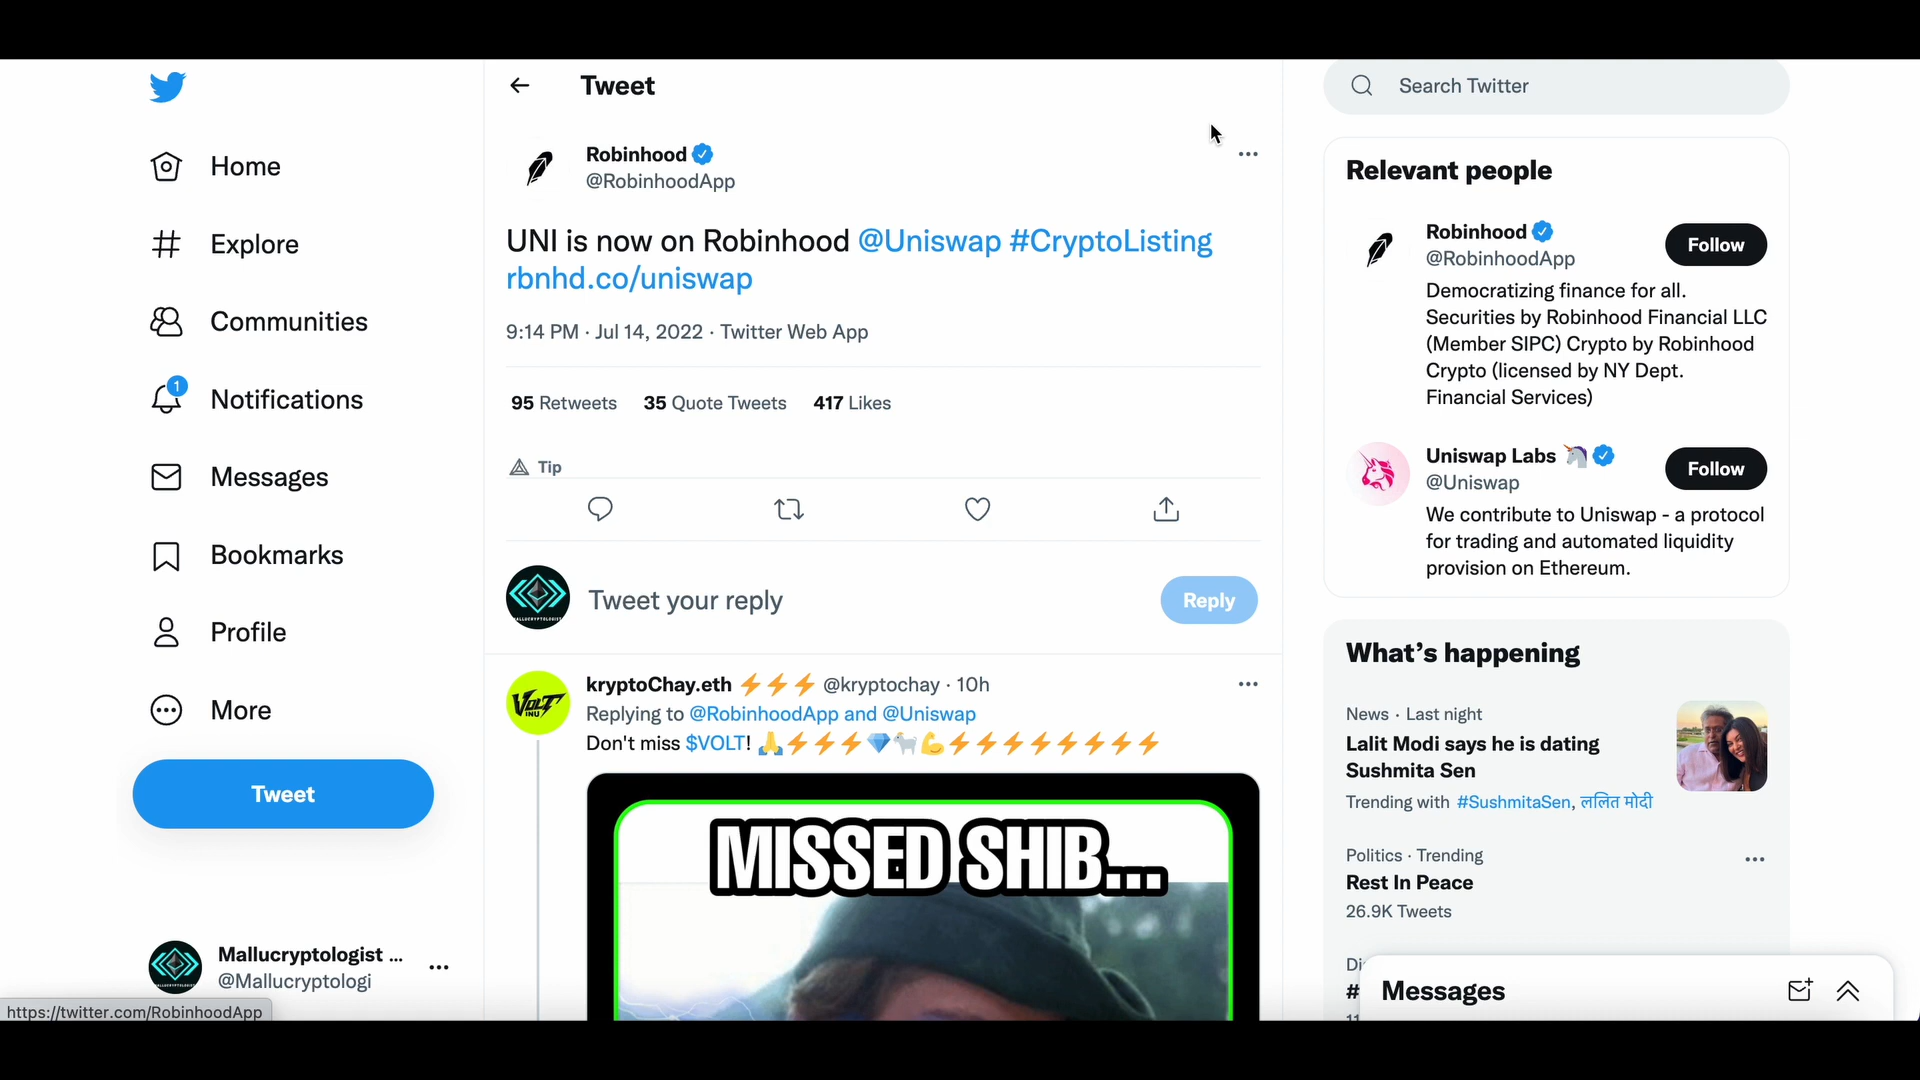 Tweet
Search Twitter
Home
Explore
Communities
1
Notifications
Messages
Bookmarks
Profile
More
Tweet
Mallucryptologist ...
@Mallucryptologi
https://twitter.com/RobinhoodApp
Robinhood
@RobinhoodApp
UNI is now on Robinhood @Uniswap #CryptoListing
rbnhd.co/uniswap
9:14 PM · Jul 14, 2022 · Twitter Web App
95 Retweets 35 Quote Tweets 417 Likes
Tip
Tweet your reply
Reply
VOLT
INU
kryptoChay.eth ⚡⚡⚡ @kryptochay · 10h
Replying to @RobinhoodApp and @Uniswap
Don't miss $VOLT! 🙏⚡⚡⚡💎🐐💪⚡⚡⚡⚡⚡⚡⚡⚡
MISSED SHIB...
Relevant people
Robinhood
@RobinhoodApp
Follow
Democratizing finance for all.
Securities by Robinhood Financial LLC
(Member SIPC) Crypto by Robinhood
Crypto (licensed by NY Dept.
Financial Services)
Uniswap Labs 🦄
@Uniswap
Follow
We contribute to Uniswap - a protocol
for trading and automated liquidity
provision on Ethereum.
What's happening
News · Last night
Lalit Modi says he is dating
Sushmita Sen
Trending with #SushmitaSen, ललित मोदी
Politics · Trending
Rest In Peace
26.9K Tweets
Messages